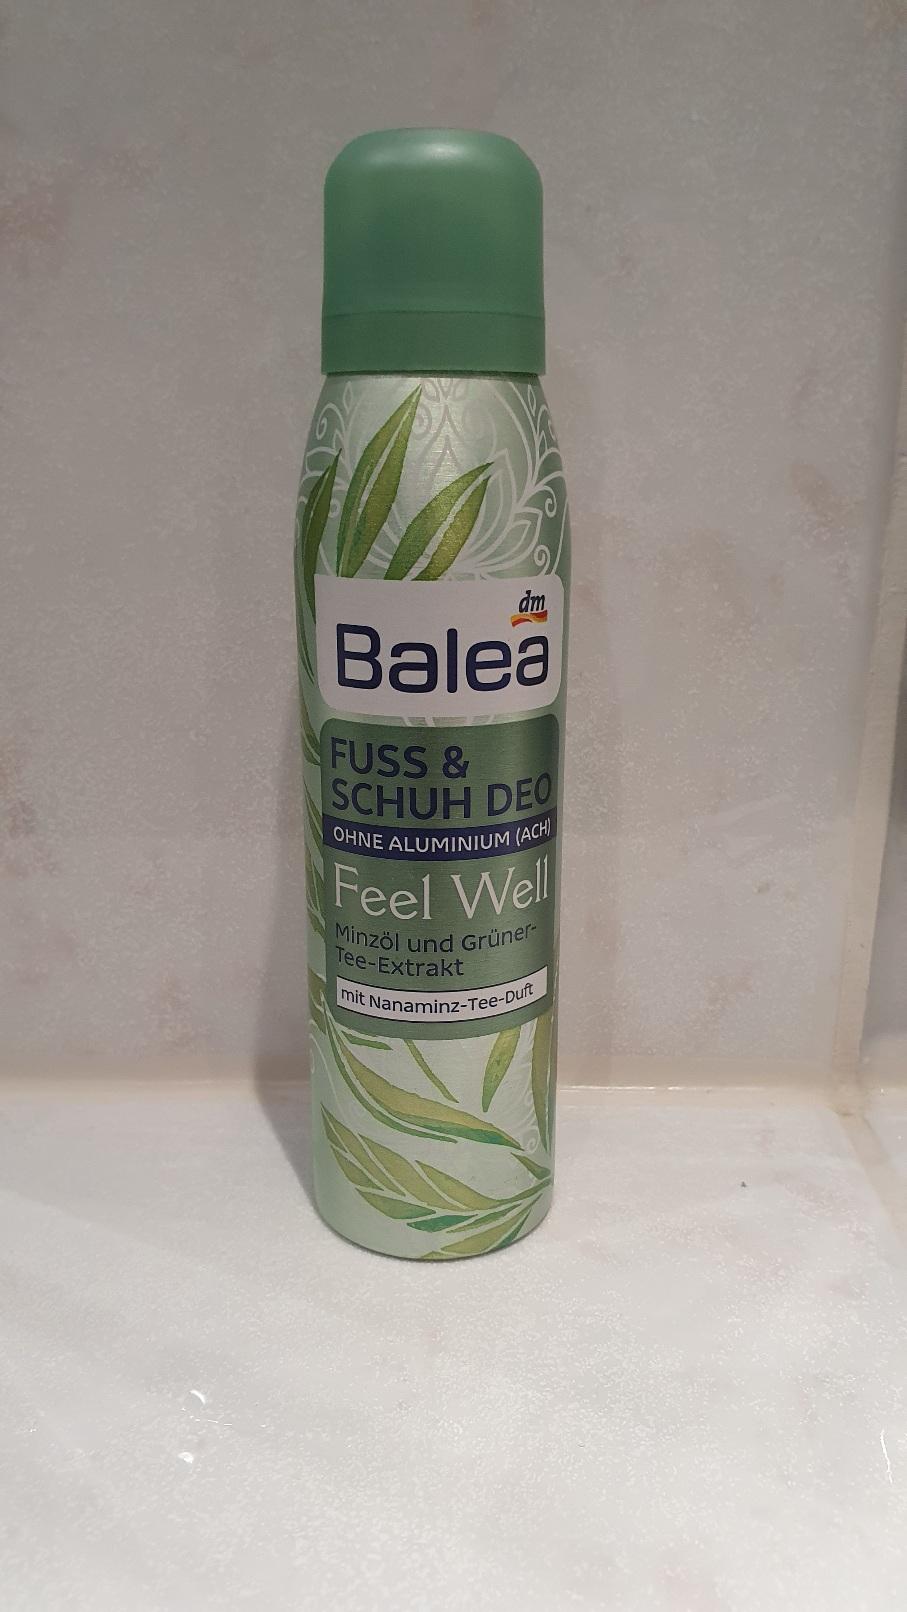 dm
Balea
FUSS &
SCHUH DEO
OHNE ALUMINIUM (ACH)
Feel Well
Minzöl und Grüner-
Tee-Extrakt
mit Nanaminz-Tee-Duft